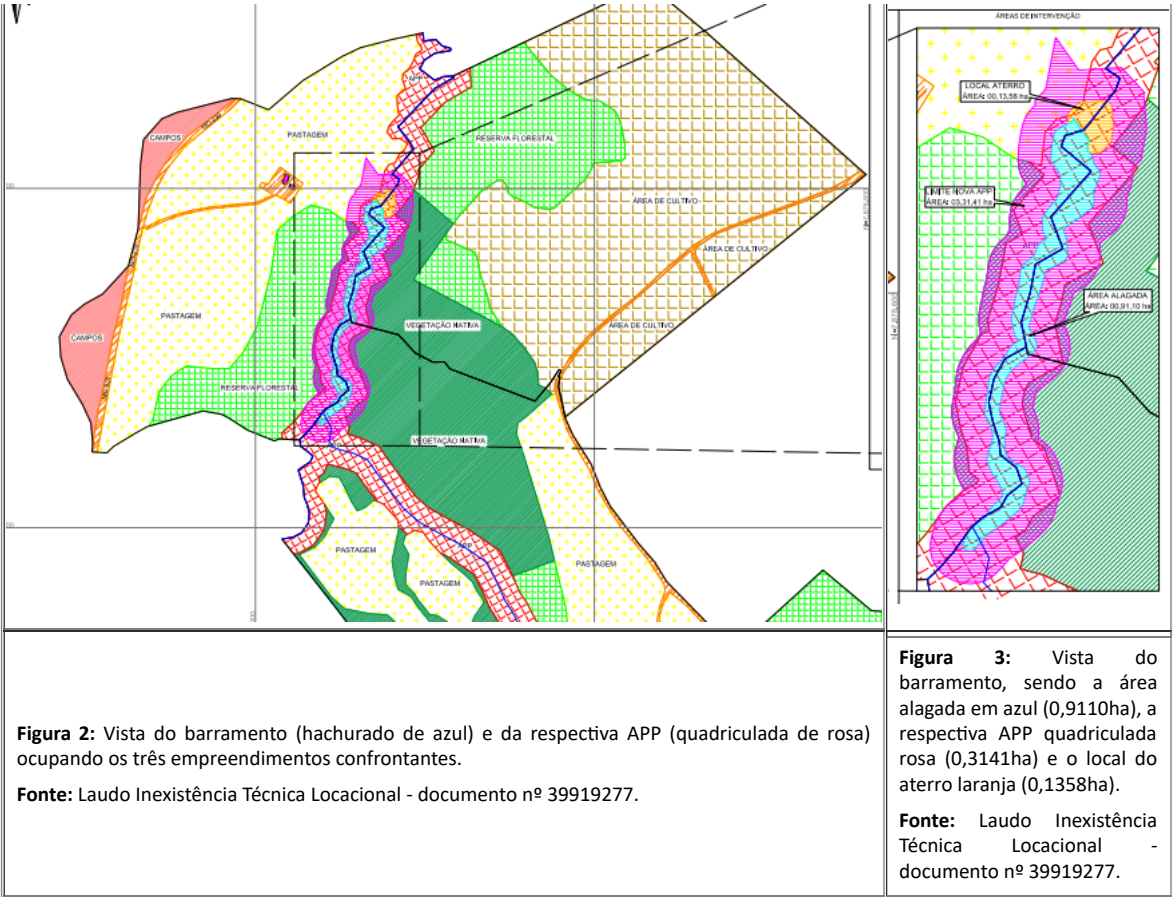 APP
PASTAGEM
CAMPOS
RESERVA FLORESTAL
ÁREA DE CULTIVO
ÁREA DE CULTIVO
PASTAGEM
ÁREA DE CULTIVO
VEGETAÇÃO NATIVA
CAMPOS
RESERVA FLORESTAL
VEGETAÇÃO NATIVA
PASTAGEM
APP
PASTAGEM
PASTAGEM
ÁREAS DE INTERVENÇÃO
LOCAL ATERRO
ÁREA: 00,13,58 ha
LIMITE NOVA APP
ÁREA: 03,31,41 ha
APP
ÁREA ALAGADA
ÁREA: 00,91,10 ha
Figura 2: Vista do barramento (hachurado de azul) e da respectiva APP (quadriculada de rosa)
ocupando os três empreendimentos confrontantes.
Fonte: Laudo Inexistência Técnica Locacional - documento nº 39919277.
Figura 3: Vista do
barramento, sendo a área
alagada em azul (0,9110ha), a
respectiva APP quadriculada
rosa (0,3141ha) e o local do
aterro laranja (0,1358ha).
Fonte: Laudo Inexistência
Técnica Locacional -
documento nº 39919277.